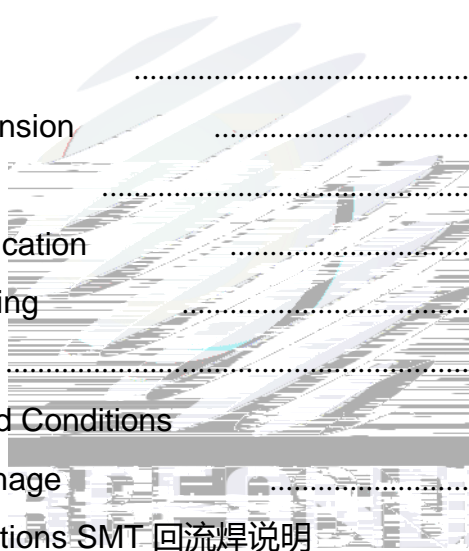 ........................................
nsion ................................
........................................
cation ...............................
ing ....................................
........................................
d Conditions
nage .........................
tions SMT 回流焊说明